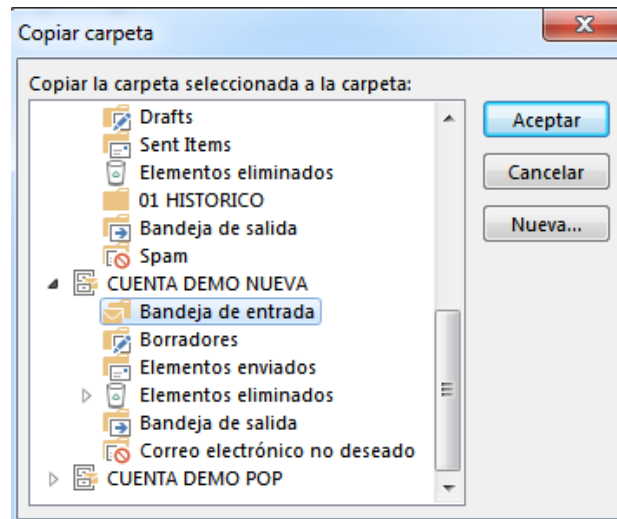 Copiar carpeta
Copiar la carpeta seleccionada a la carpeta:
Drafts
Sent Items
Elementos eliminados
01 HISTORICO
Bandeja de salida
Spam
CUENTA DEMO NUEVA
Bandeja de entrada
Borradores
Elementos enviados
Elementos eliminados
Bandeja de salida
Correo electrónico no deseado
CUENTA DEMO POP
Aceptar
Cancelar
Nueva...